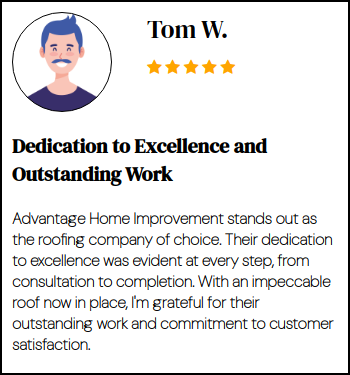 Tom W.
Dedication to Excellence and
Outstanding Work
Advantage Home Improvement stands out as
the roofing company of choice. Their dedication
to excellence was evident at every step, from
consultation to completion. With an impeccable
roof now in place, I'm grateful for their
outstanding work and commitment to customer
satisfaction.